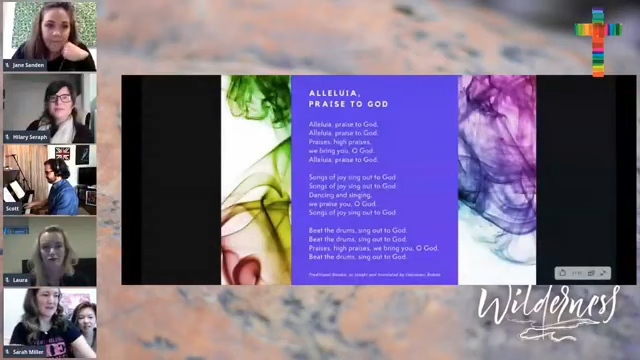 Jane Sanden
Hilary Seraph
Scott
Laura
Sarah Miller
ALLELUIA,
PRAISE TO GOD
Alleluia, praise to God,
Alleluia, praise to God.
Praises, high praises,
we bring you, O God.
Alleluia, praise to God.
Songs of joy sing out to God
Songs of joy sing out to God
Dancing and singing,
we praise you, O God.
Songs of joy sing out to God
Beat the drums, sing out to God.
Beat the drums, sing out to God.
Praises, high praises, we bring you, O God,
Beat the drums, sing out to God.
Wilderness